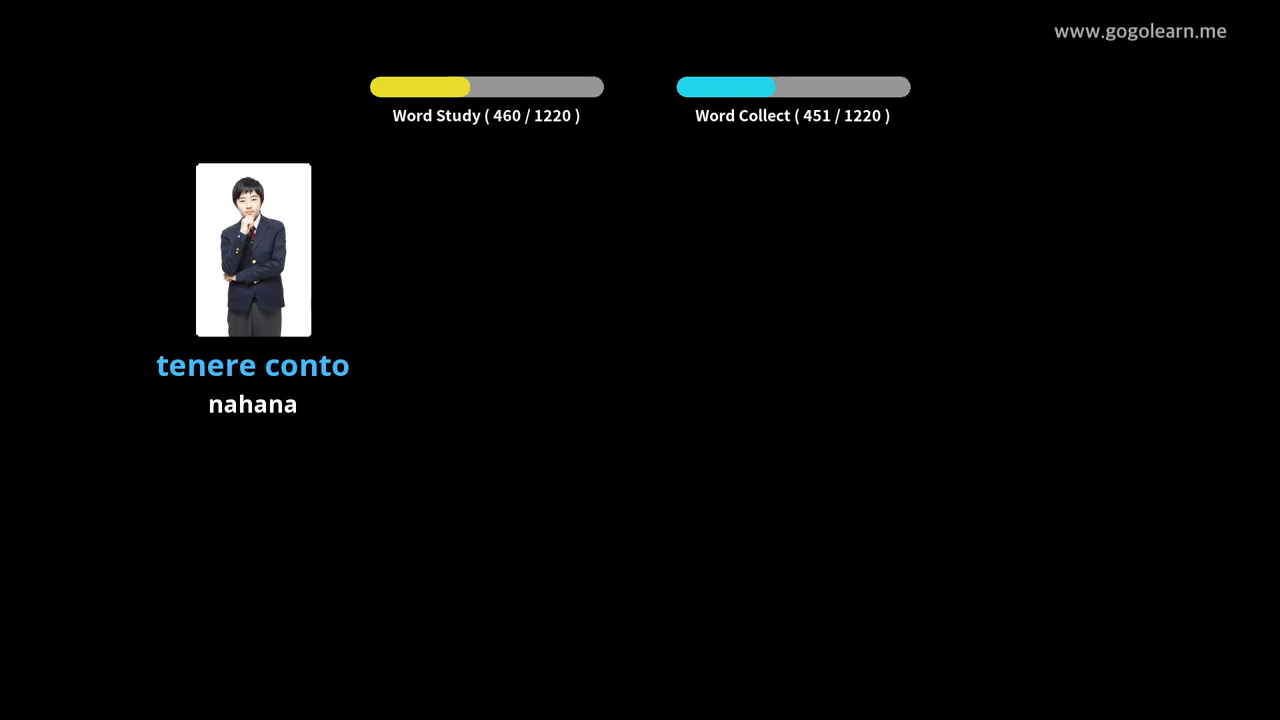 www.gogolearn.me
Word Study ( 460 / 1220 )
Word Collect ( 451 / 1220 )
tenere conto
nahana